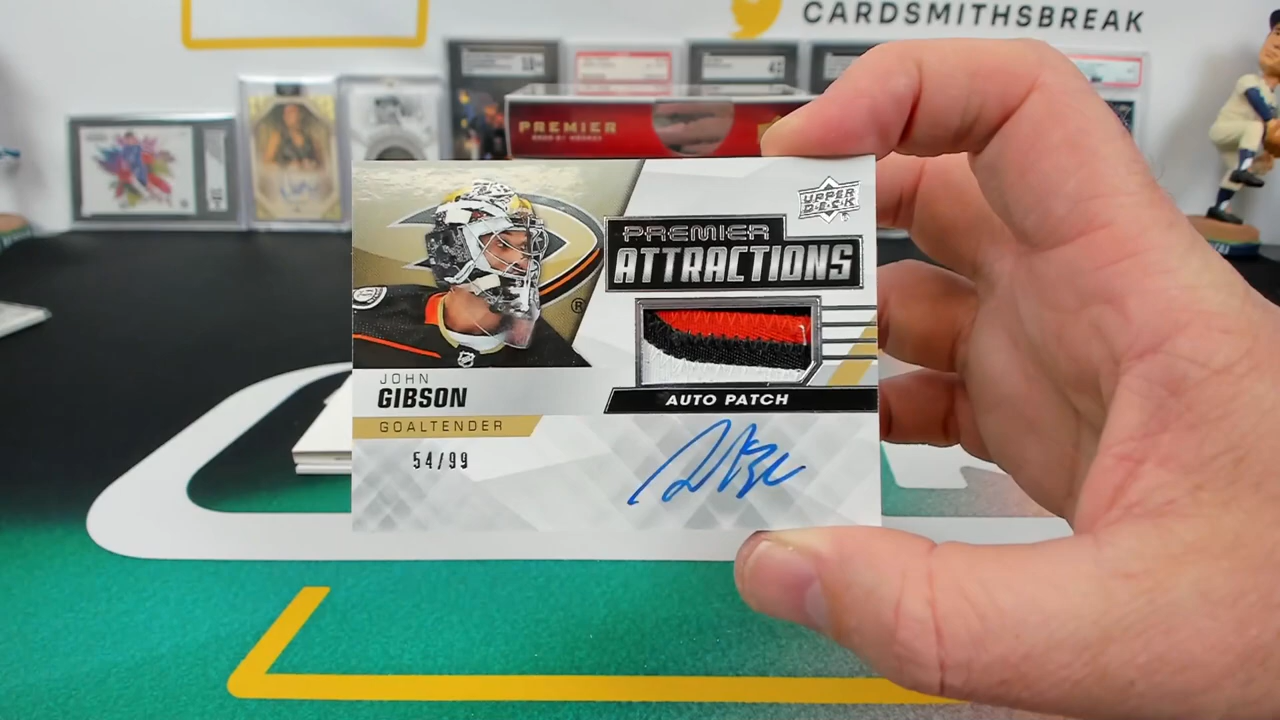 CARDSMITHSBREAK
PREMIER
UPPER
DECK
PREMIER
ATTRACTIONS
JOHN
GIBSON
GOALTENDER
AUTO PATCH
54/99